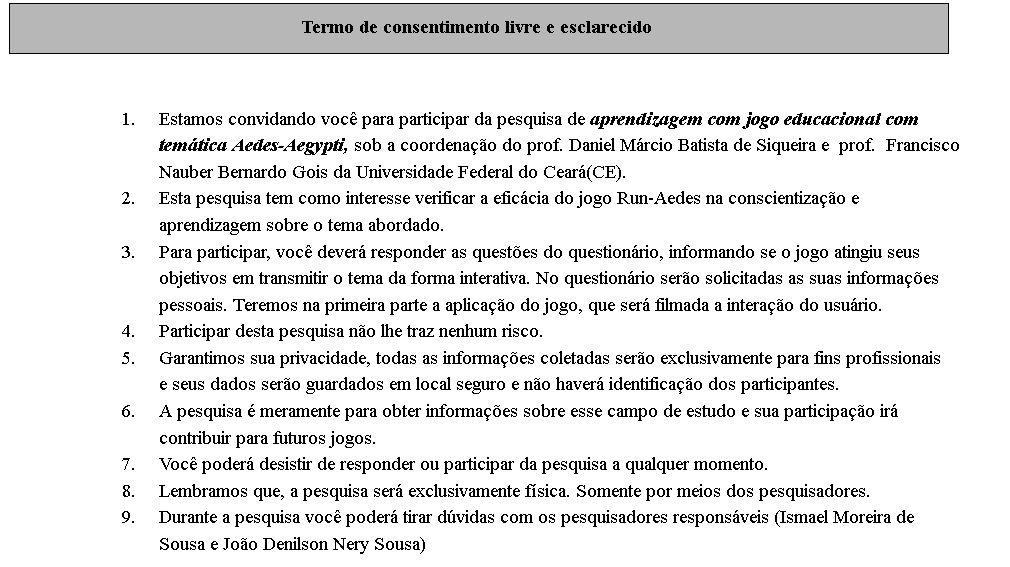 Termo de consentimento livre e esclarecido
1. Estamos convidando você para participar da pesquisa de aprendizagem com jogo educacional com
temática Aedes-Aegypti, sob a coordenação do prof. Daniel Márcio Batista de Siqueira e prof. Francisco
Nauber Bernardo Gois da Universidade Federal do Ceará(CE).
2. Esta pesquisa tem como interesse verificar a eficácia do jogo Run-Aedes na conscientização e
aprendizagem sobre o tema abordado.
3. Para participar, você deverá responder as questões do questionário, informando se o jogo atingiu seus
objetivos em transmitir o tema da forma interativa. No questionário serão solicitadas as suas informações
pessoais. Teremos na primeira parte a aplicação do jogo, que será filmada a interação do usuário.
4. Participar desta pesquisa não lhe traz nenhum risco.
5. Garantimos sua privacidade, todas as informações coletadas serão exclusivamente para fins profissionais
e seus dados serão guardados em local seguro e não haverá identificação dos participantes.
6. A pesquisa é meramente para obter informações sobre esse campo de estudo e sua participação irá
contribuir para futuros jogos.
7. Você poderá desistir de responder ou participar da pesquisa a qualquer momento.
8. Lembramos que, a pesquisa será exclusivamente física. Somente por meios dos pesquisadores.
9. Durante a pesquisa você poderá tirar dúvidas com os pesquisadores responsáveis (Ismael Moreira de
Sousa e João Denilson Nery Sousa)